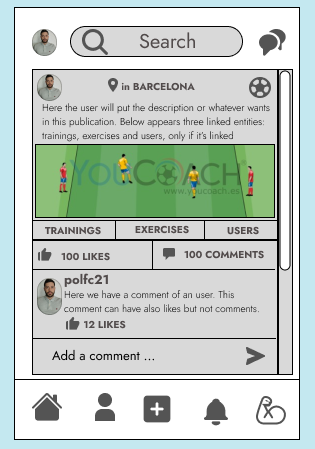 Search
in BARCELONA
Here the user will put the description or whatever wants
in this publication. Below appears three linked entities:
trainings, exercises and users, only if it's linked
YOUCOACH
www.youcoach.es
TRAININGS EXERCISES USERS
100 LIKES 100 COMMENTS
polfc21
Here we have a comment of an user. This
comment can have also likes but not comments.
12 LIKES
Add a comment ...